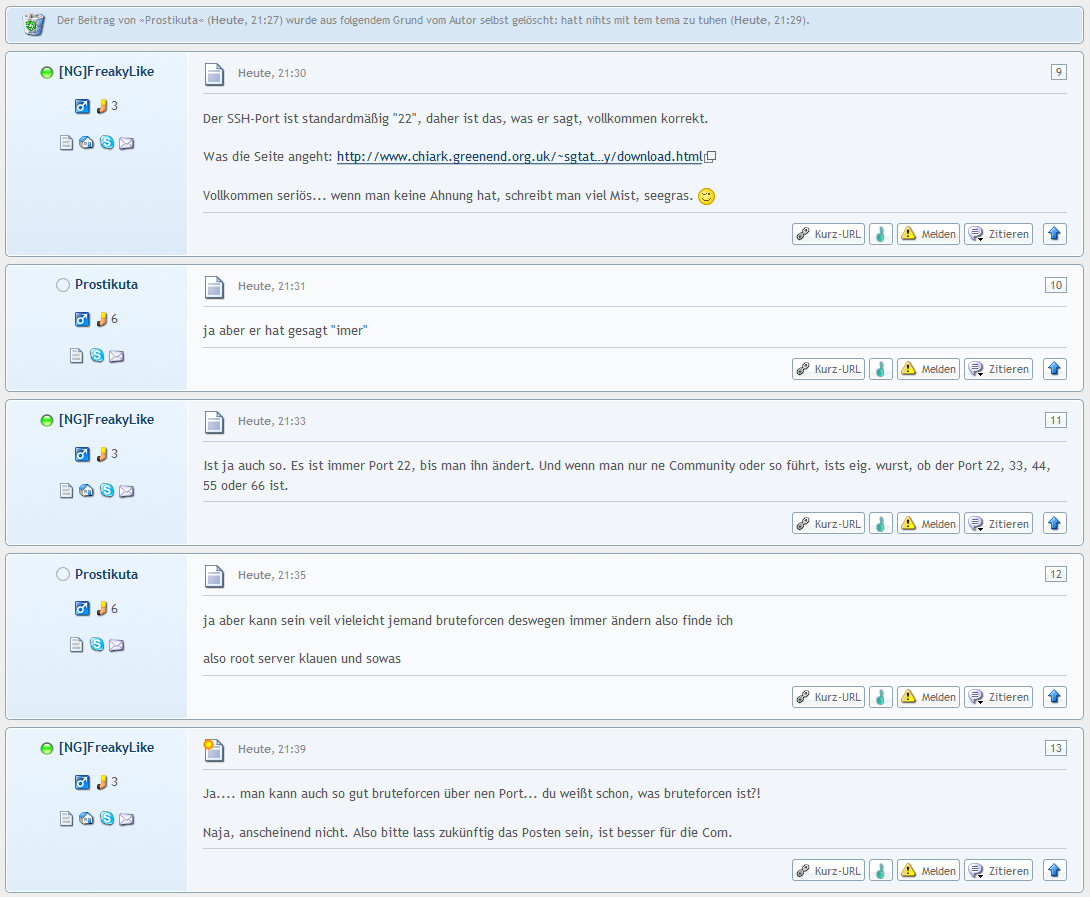 Der Beitrag von »Prostikuta« (Heute, 21:27) wurde aus folgendem Grund vom Autor selbst gelöscht: hatt nihts mit tem tema zu tuhen (Heute, 21:29).
[NG]FreakyLike
3
Heute, 21:30
9
Der SSH-Port ist standardmäßig "22", daher ist das, was er sagt, vollkommen korrekt.
Was die Seite angeht: http://www.chiark.greenend.org.uk/~sgtat...y/download.html
Vollkommen seriös... wenn man keine Ahnung hat, schreibt man viel Mist, seegras.
Kurz-URL Melden Zitieren
Prostikuta
6
Heute, 21:31
10
ja aber er hat gesagt "imer"
Kurz-URL Melden Zitieren
[NG]FreakyLike
3
Heute, 21:33
11
Ist ja auch so. Es ist immer Port 22, bis man ihn ändert. Und wenn man nur ne Community oder so führt, ists eig. wurst, ob der Port 22, 33, 44,
55 oder 66 ist.
Kurz-URL Melden Zitieren
Prostikuta
6
Heute, 21:35
12
ja aber kann sein veil vieleicht jemand bruteforcen deswegen immer ändern also finde ich
also root server klauen und sowas
Kurz-URL Melden Zitieren
[NG]FreakyLike
3
Heute, 21:39
13
Ja.... man kann auch so gut bruteforcen über nen Port... du weißt schon, was bruteforcen ist?!
Naja, anscheinend nicht. Also bitte lass zukünftig das Posten sein, ist besser für die Com.
Kurz-URL Melden Zitieren